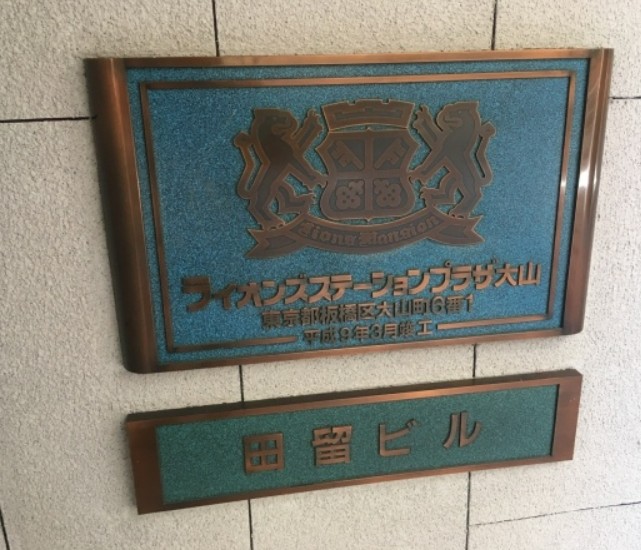 Lions Mansion
ライオンズステーションプラザ大山
東京都板橋区大山町6番1
平成9年3月竣工
田留ビル